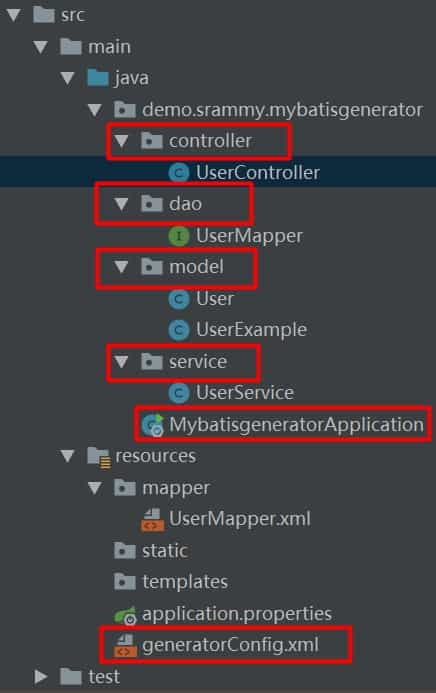 src
main
java
demo.srammy.mybatisgenerator
controller
UserController
dao
UserMapper
model
User
UserExample
service
UserService
MybatisgeneratorApplication
resources
mapper
UserMapper.xml
static
templates
application.properties
generatorConfig.xml
test